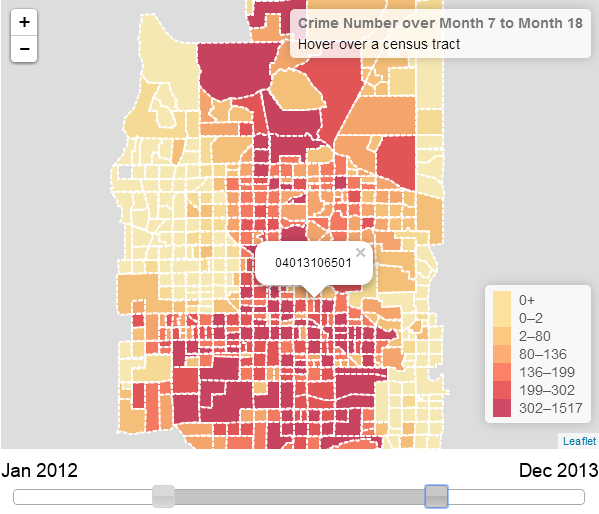 +
−
Crime Number over Month 7 to Month 18
Hover over a census tract
04013106501
×
0+
0–2
2–80
80–136
136–199
199–302
302–1517
Leaflet
Jan 2012
Dec 2013